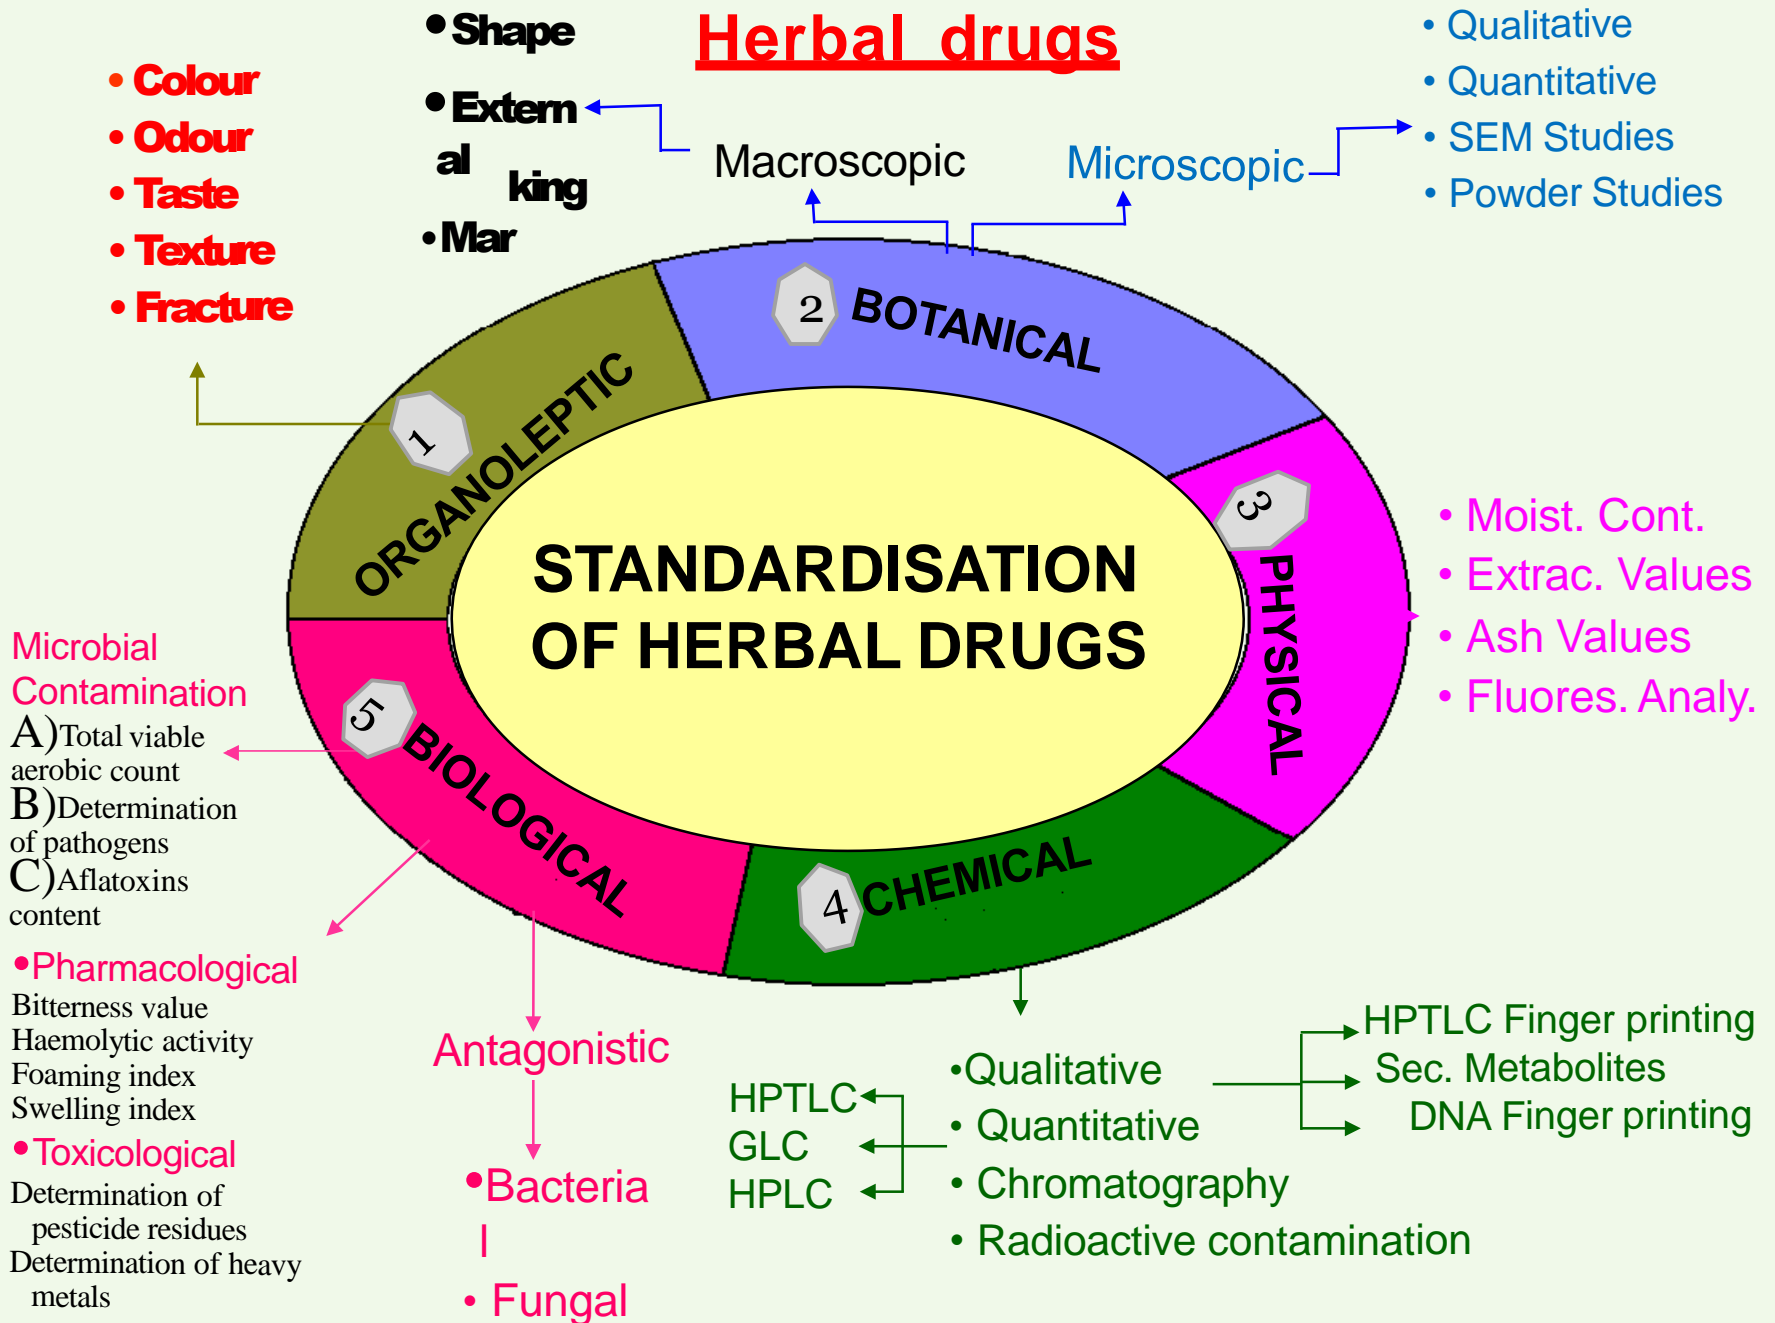 Herbal drugs
• Colour
• Odour
• Taste
• Texture
• Fracture
• Shape
• Extern
al
king
• Mar
Macroscopic
Microscopic
• Qualitative
• Quantitative
• SEM Studies
• Powder Studies
1
ORGANOLEPTIC
2
BOTANICAL
3
PHYSICAL
4
CHEMICAL
5
BIOLOGICAL
STANDARDISATION
OF HERBAL DRUGS
• Moist. Cont.
• Extrac. Values
• Ash Values
• Fluores. Analy.
Microbial
Contamination
A)Total viable
aerobic count
B)Determination
of pathogens
C)Aflatoxins
content
•Pharmacological
Bitterness value
Haemolytic activity
Foaming index
Swelling index
•Toxicological
Determination of
pesticide residues
Determination of heavy
metals
Antagonistic
•Bacteria
l
• Fungal
HPTLC
GLC
HPLC
•Qualitative
• Quantitative
• Chromatography
• Radioactive contamination
HPTLC Finger printing
Sec. Metabolites
DNA Finger printing